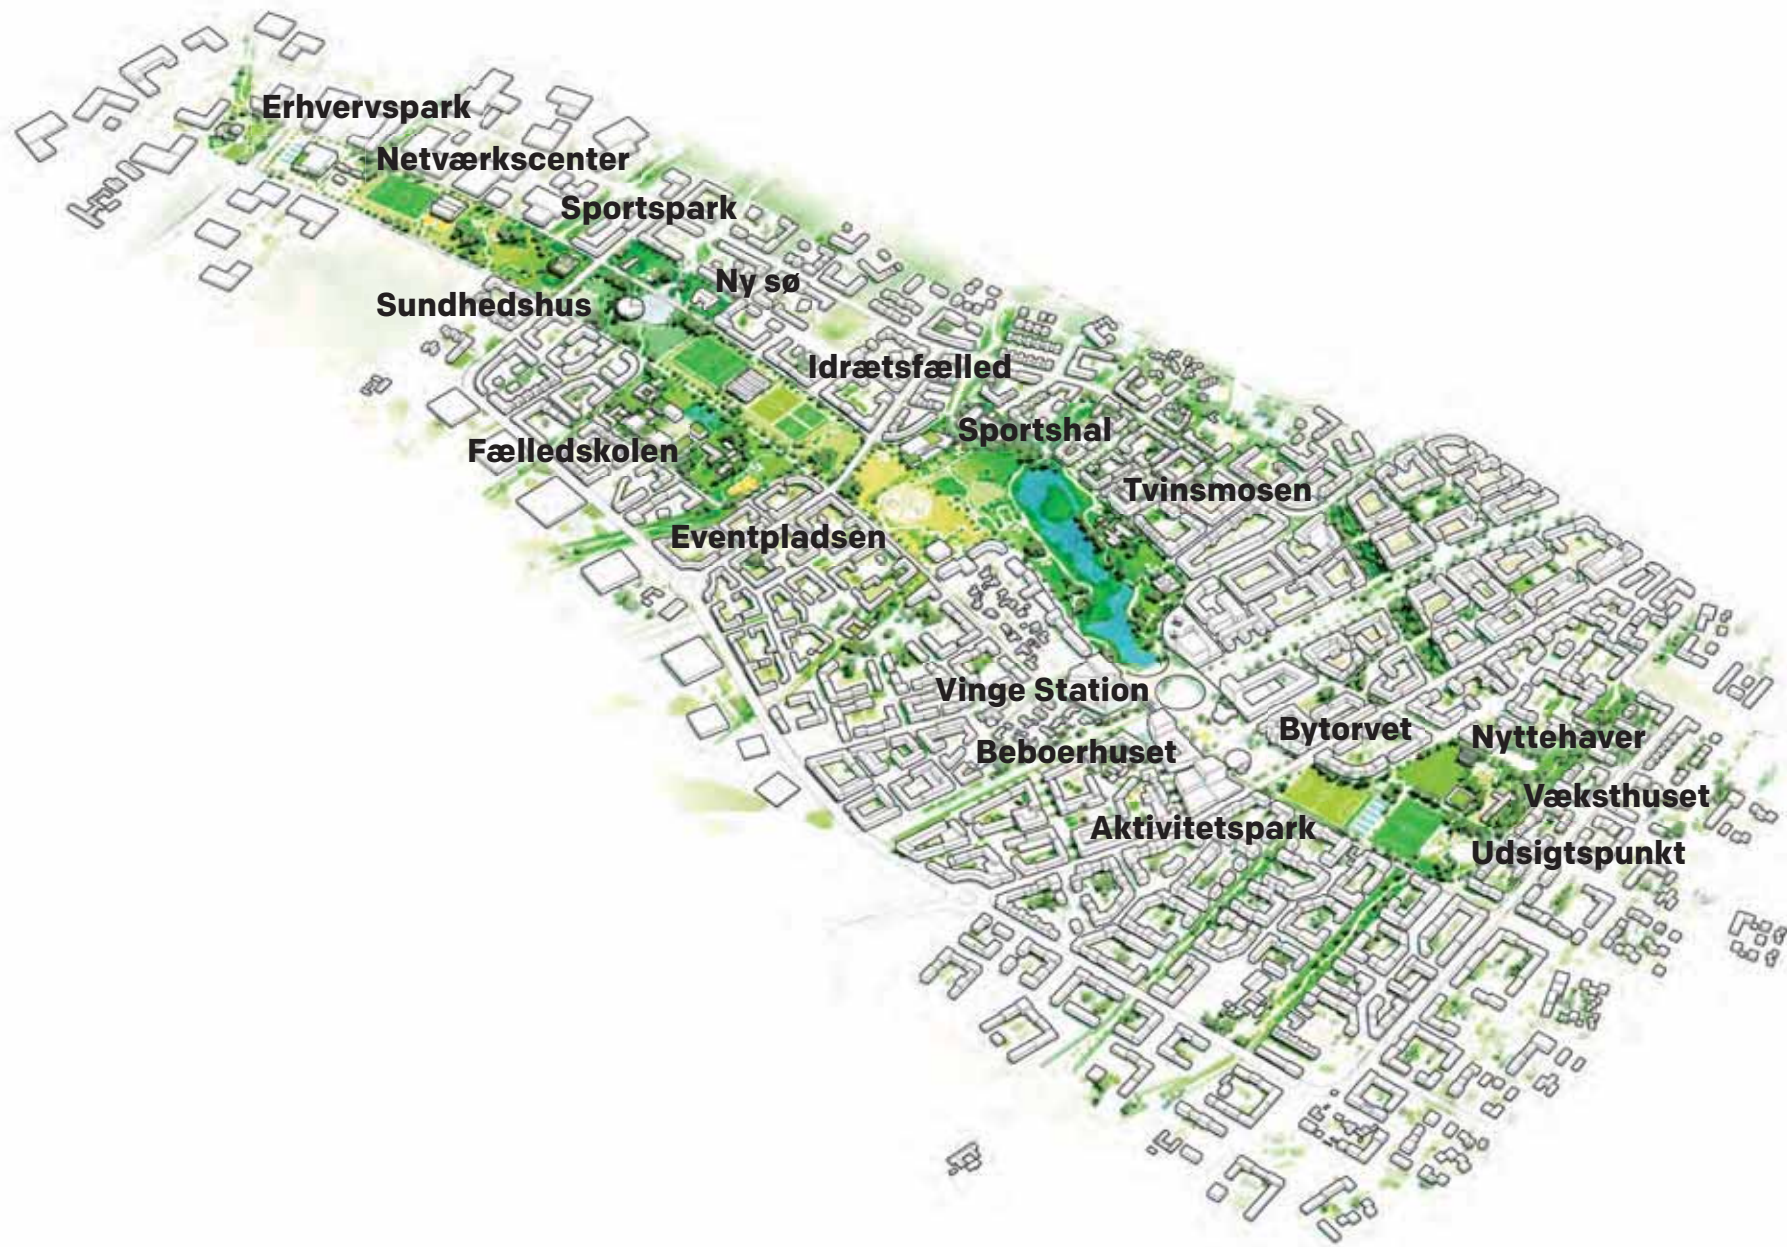 Erhvervspark
Netværkscenter
Sportspark
Ny sø
Sundhedshus
Idrætsfælled
Sportshal
Fælledskolen
Tvinsmosen
Eventpladsen
Vinge Station
Bytorvet
Nyttehaver
Beboerhuset
Væksthuset
Aktivitetspark
Udsigtspunkt